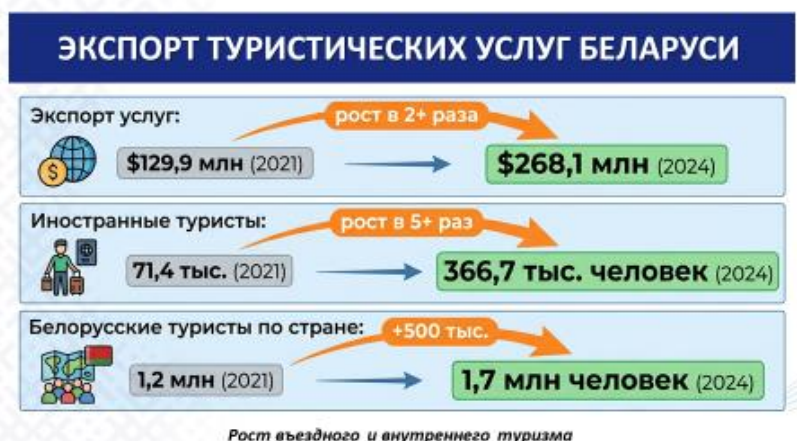 ЭКСПОРТ ТУРИСТИЧЕСКИХ УСЛУГ БЕЛАРУСИ
Экспорт услуг:
рост в 2+ раза
$129,9 млн (2021)
$268,1 млн (2024)
Иностранные туристы:
рост в 5+ раз
71,4 тыс. (2021)
366,7 тыс. человек (2024)
Белорусские туристы по стране:
+500 тыс.
1,2 млн (2021)
1,7 млн человек (2024)
Рост въездного и внутреннего туризма